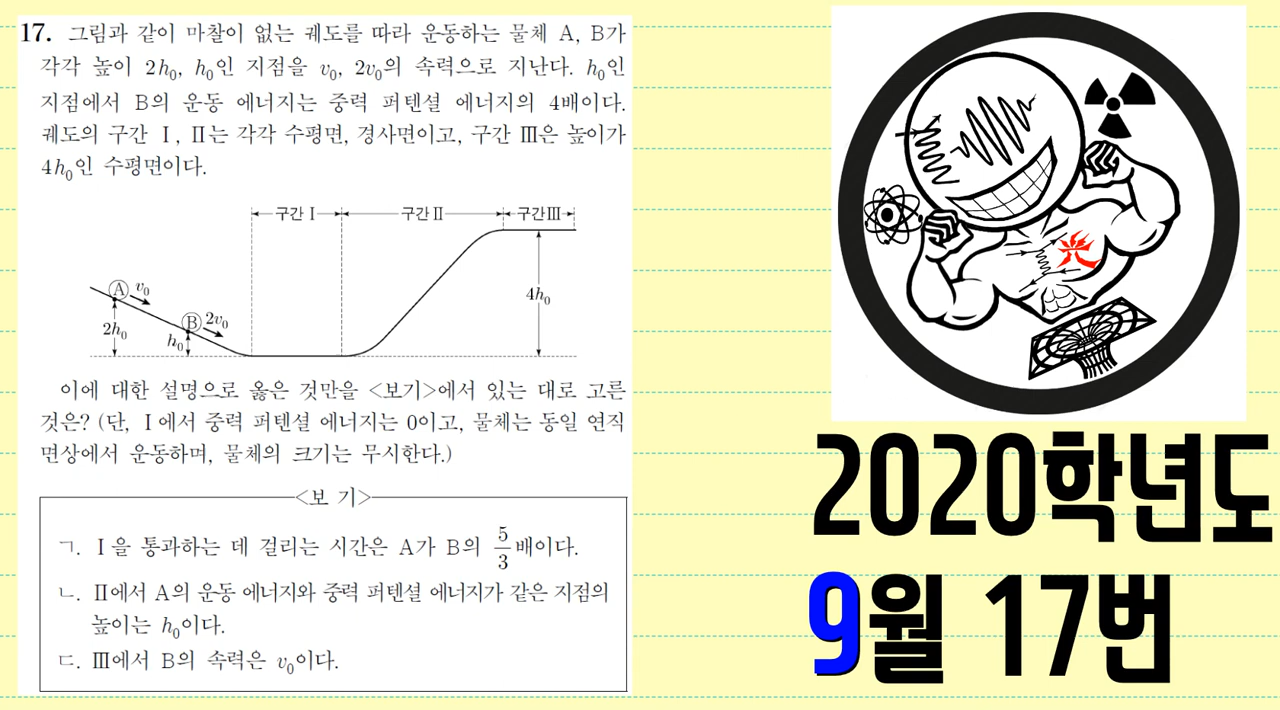 17. 그림과 같이 마찰이 없는 궤도를 따라 운동하는 물체 A, B가
각각 높이 2h₀, h₀인 지점을 v₀, 2v₀의 속력으로 지난다. h₀인
지점에서 B의 운동 에너지는 중력 퍼텐셜 에너지의 4배이다.
궤도의 구간 Ⅰ, Ⅱ는 각각 수평면, 경사면이고, 구간 Ⅲ은 높이가
4h₀인 수평면이다.
구간 Ⅰ 구간 Ⅱ 구간 Ⅲ
A v₀
B 2v₀
2h₀
h₀
4h₀
이에 대한 설명으로 옳은 것만을 <보기>에서 있는 대로 고른
것은? (단, Ⅰ에서 중력 퍼텐셜 에너지는 0이고, 물체는 동일 연직
면상에서 운동하며, 물체의 크기는 무시한다.)
<보 기>
ㄱ. Ⅰ을 통과하는 데 걸리는 시간은 A가 B의 5/3배이다.
ㄴ. Ⅱ에서 A의 운동 에너지와 중력 퍼텐셜 에너지가 같은 지점의
높이는 h₀이다.
ㄷ. Ⅲ에서 B의 속력은 v₀이다.
2020학년도
9월 17번